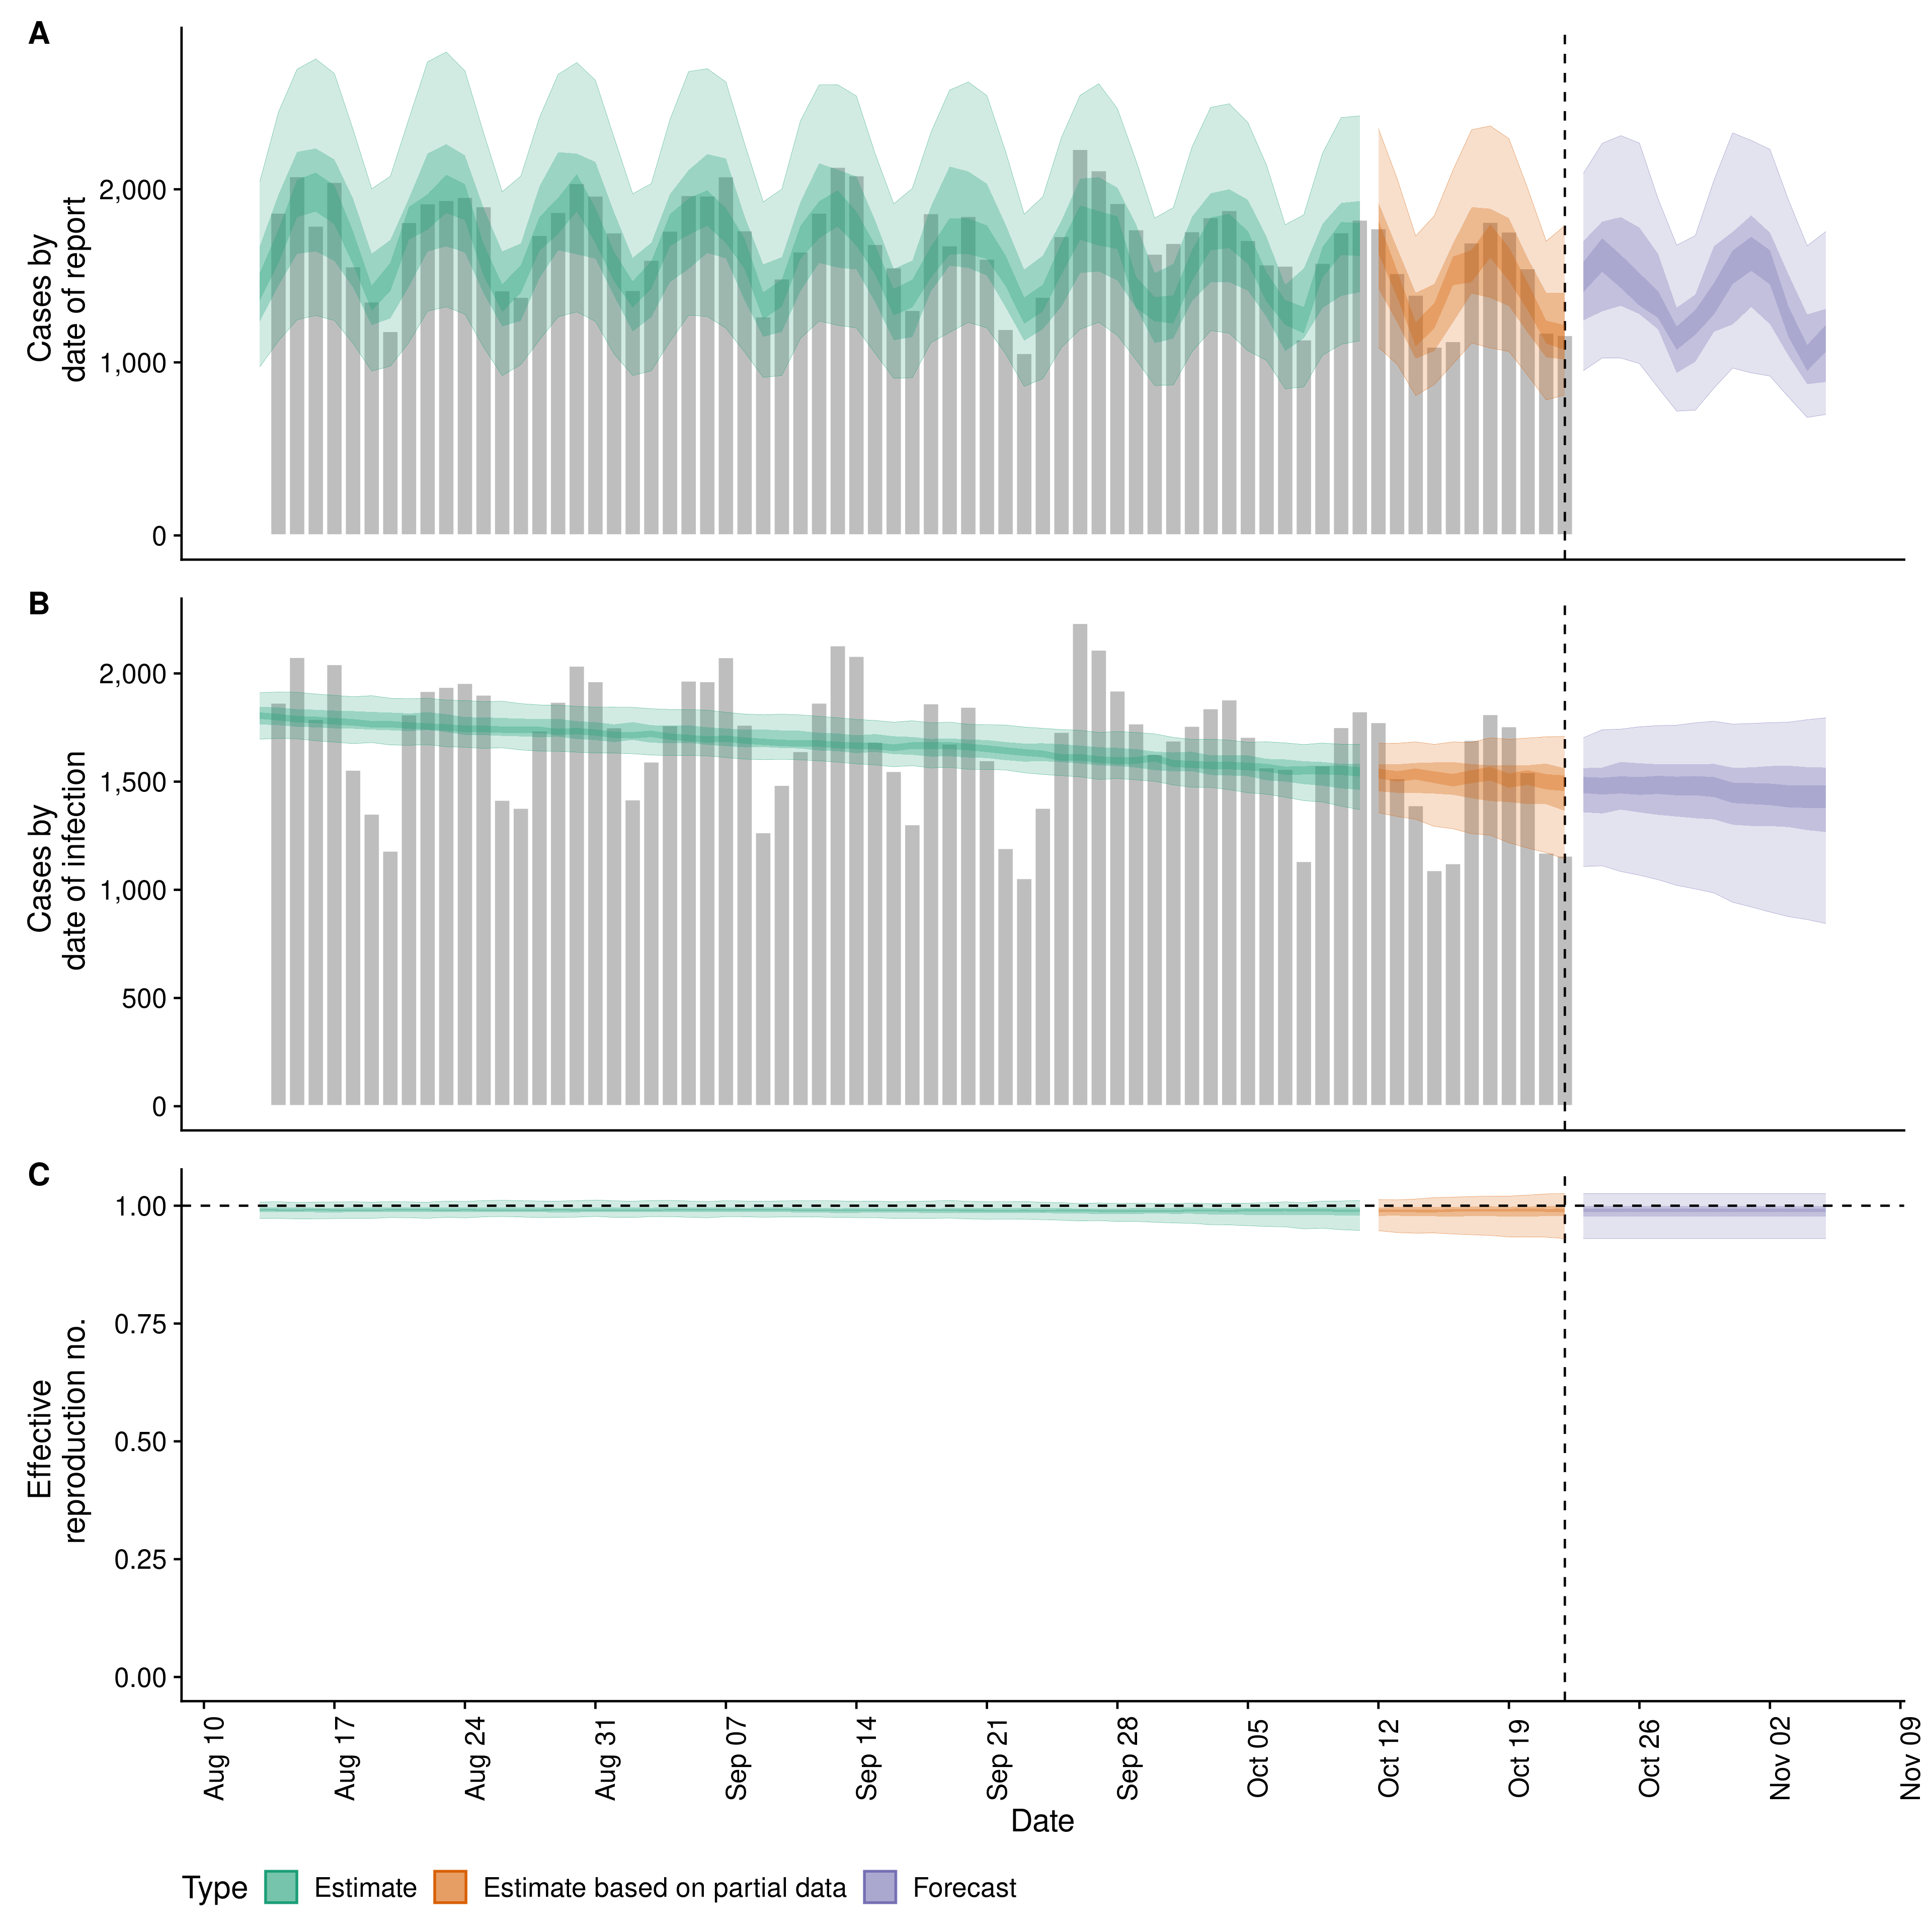 A
Cases by
date of report
2,000
1,000
0
B
Cases by
date of infection
2,000
1,500
1,000
500
0
C
Effective
reproduction no.
1.00
0.75
0.50
0.25
0.00
Aug 10
Aug 17
Aug 24
Aug 31
Sep 07
Sep 14
Sep 21
Sep 28
Oct 05
Oct 12
Oct 19
Oct 26
Nov 02
Nov 09
Date
Type Estimate Estimate based on partial data Forecast